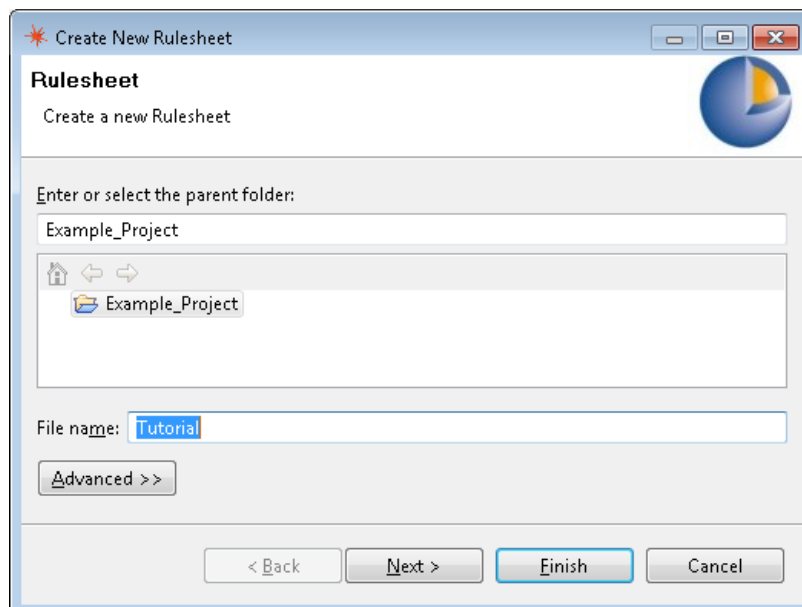 Create New Rulesheet
Rulesheet
Create a new Rulesheet
Enter or select the parent folder:
Example_Project
Example_Project
File name: Tutorial
Advanced >>
< Back Next > Finish Cancel